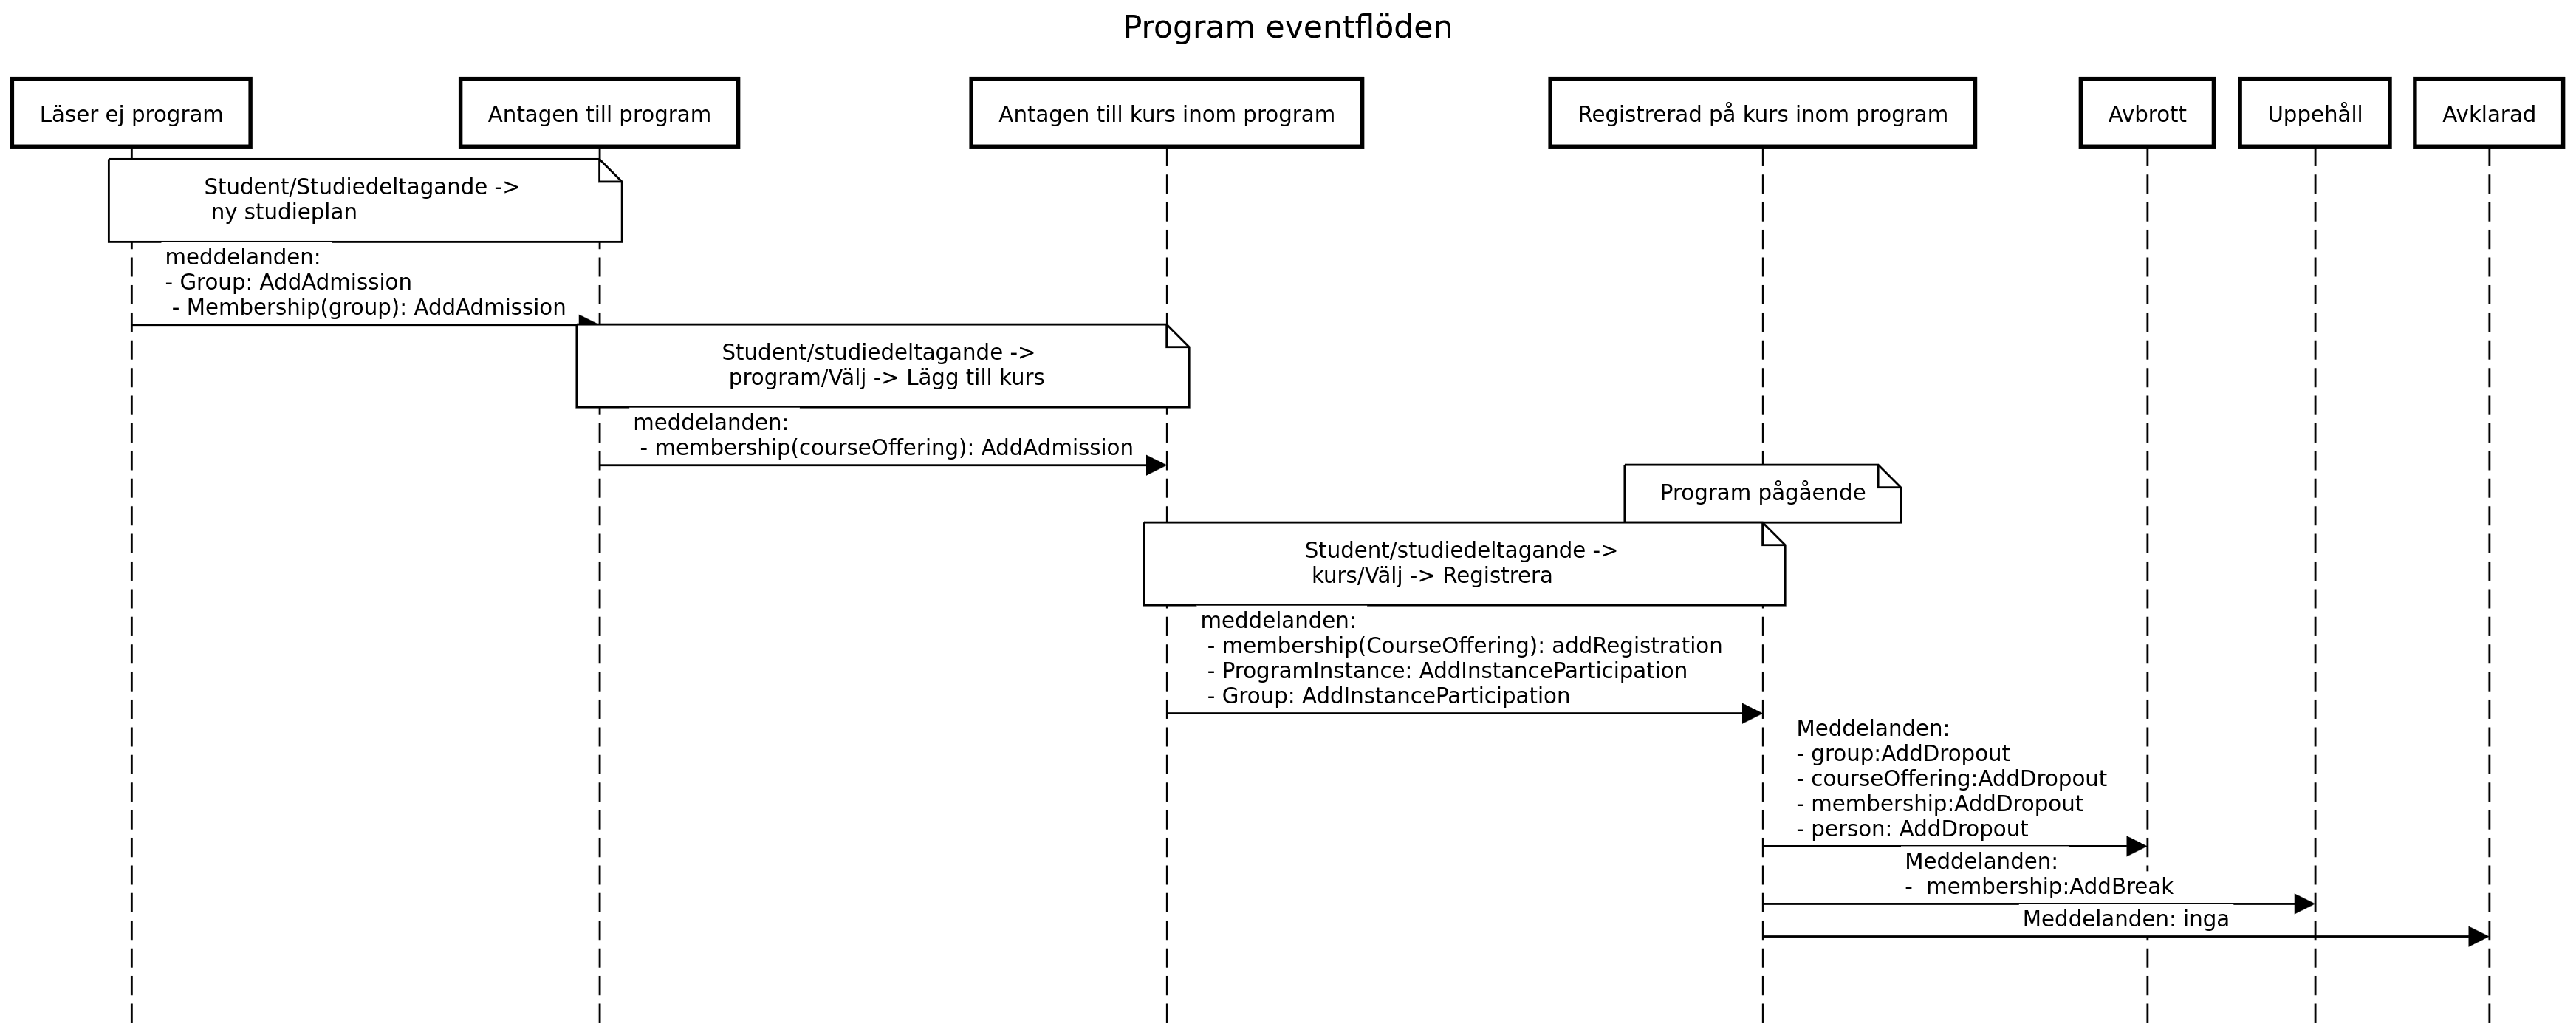 Program eventflöden
Läser ej program
Antagen till program
Antagen till kurs inom program
Registrerad på kurs inom program
Avbrott
Uppehåll
Avklarad
Student/Studiedeltagande ->
ny studieplan
meddelanden:
- Group: AddAdmission
- Membership(group): AddAdmission
Student/studiedeltagande ->
program/Välj -> Lägg till kurs
meddelanden:
- membership(courseOffering): AddAdmission
Program pågående
Student/studiedeltagande ->
kurs/Välj -> Registrera
meddelanden:
- membership(CourseOffering): addRegistration
- ProgramInstance: AddInstanceParticipation
- Group: AddInstanceParticipation
Meddelanden:
- group:AddDropout
- courseOffering:AddDropout
- membership:AddDropout
- person: AddDropout
Meddelanden:
-  membership:AddBreak
Meddelanden: inga